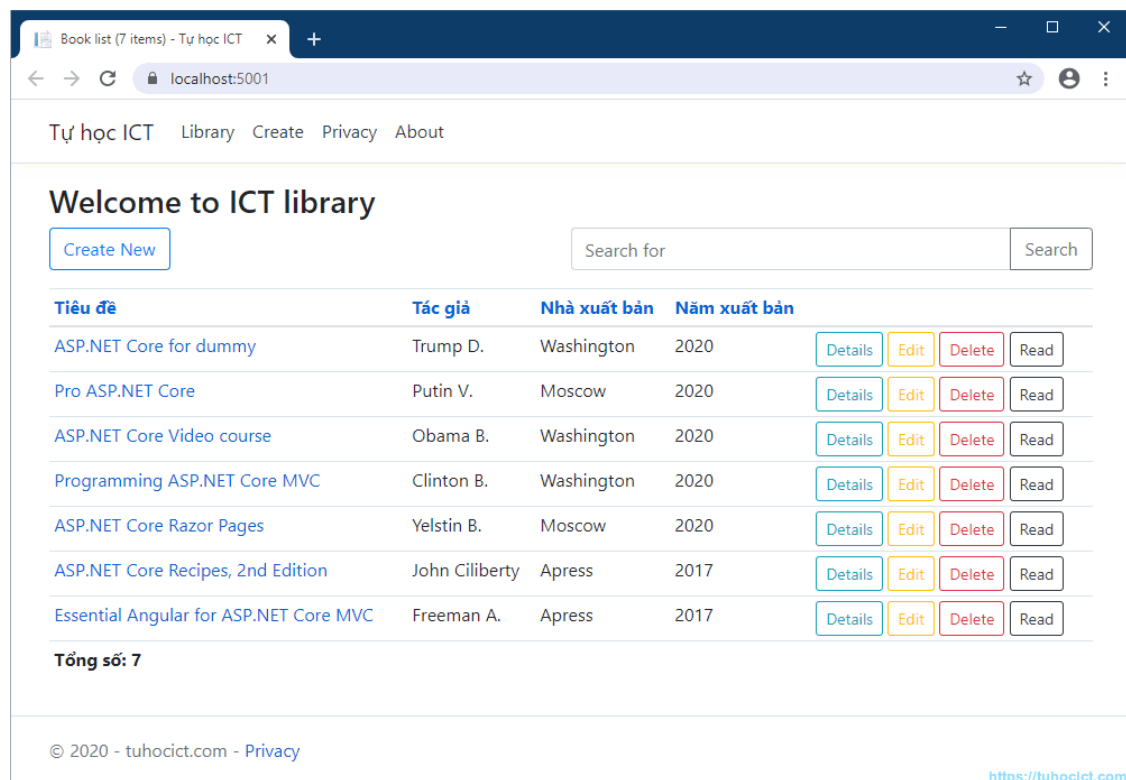 Book list (7 items) - Tự học ICT
localhost:5001
Tự học ICT Library Create Privacy About
Welcome to ICT library
Create New Search for Search
Tiêu đề Tác giả Nhà xuất bản Năm xuất bản
ASP.NET Core for dummy Trump D. Washington 2020 Details Edit Delete Read
Pro ASP.NET Core Putin V. Moscow 2020 Details Edit Delete Read
ASP.NET Core Video course Obama B. Washington 2020 Details Edit Delete Read
Programming ASP.NET Core MVC Clinton B. Washington 2020 Details Edit Delete Read
ASP.NET Core Razor Pages Yelstin B. Moscow 2020 Details Edit Delete Read
ASP.NET Core Recipes, 2nd Edition John Ciliberty Apress 2017 Details Edit Delete Read
Essential Angular for ASP.NET Core MVC Freeman A. Apress 2017 Details Edit Delete Read
Tổng số: 7
© 2020 - tuhocict.com - Privacy
https://tuhocict.com